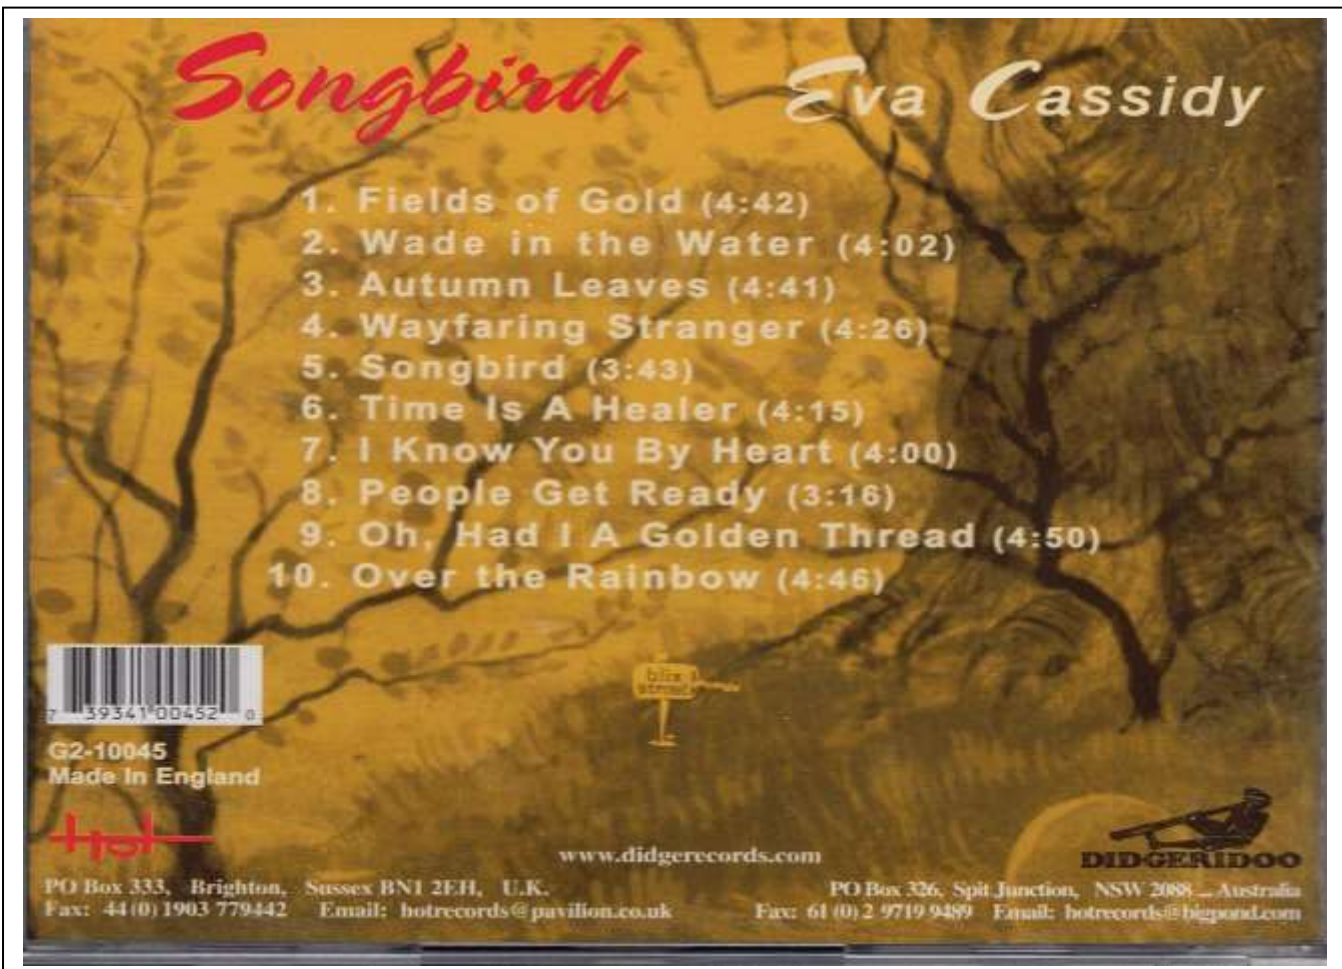 Songbird Eva Cassidy
1. Fields of Gold (4:42)
2. Wade in the Water (4:02)
3. Autumn Leaves (4:41)
4. Wayfaring Stranger (4:26)
5. Songbird (3:43)
6. Time Is A Healer (4:15)
7. I Know You By Heart (4:00)
8. People Get Ready (3:16)
9. Oh, Had I A Golden Thread (4:50)
10. Over the Rainbow (4:46)
blix
street
7 39341 00452 0
G2-10045
Made In England
Hot
DIDGERIDOO
www.didgerecords.com
PO Box 333, Brighton, Sussex BN1 2EH, U.K.
Fax: 44 (0) 1903 779442 Email: hotrecords@pavilion.co.uk
PO Box 326, Spit Junction, NSW 2088 ... Australia
Fax: 61 (0) 2 9719 9489 Email: hotrecords@bigpond.com